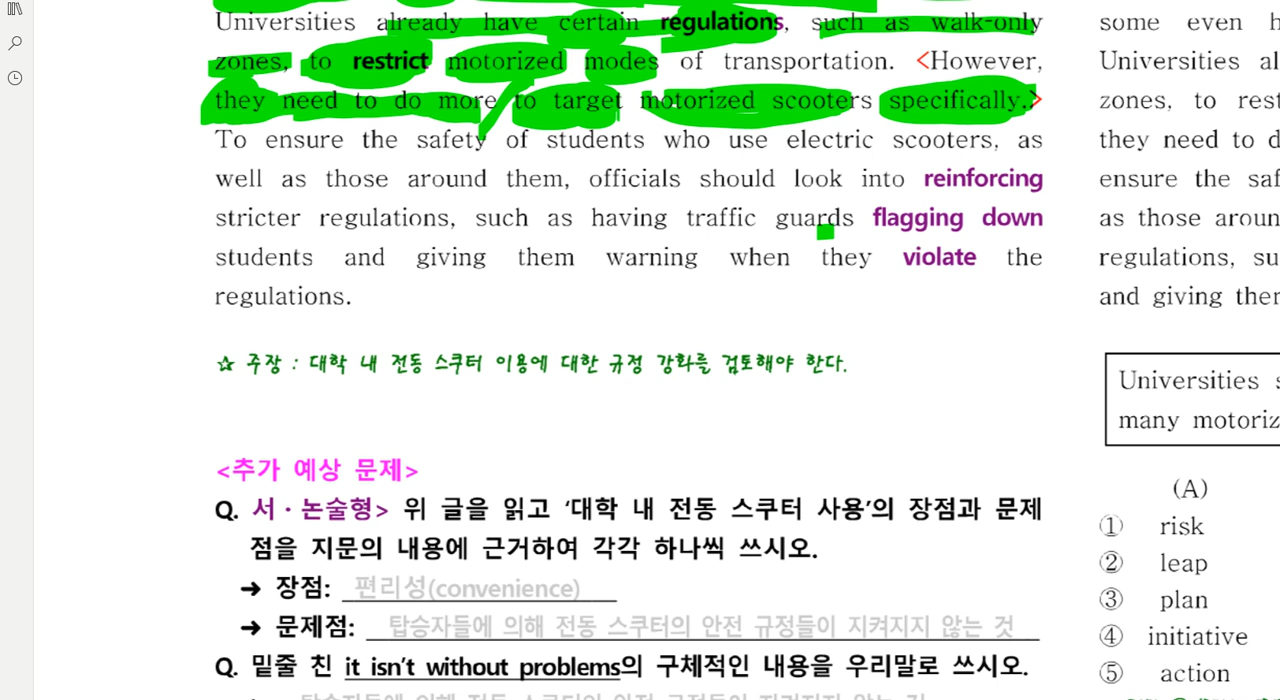 Universities already have certain regulations, such as walk-only
zones, to restrict motorized modes of transportation. <However,
they need to do more to target motorized scooters specifically.>
To ensure the safety of students who use electric scooters, as
well as those around them, officials should look into reinforcing
stricter regulations, such as having traffic guards flagging down
students and giving them warning when they violate the
regulations.
☆ 주장 : 대학 내 전동 스쿠터 이용에 대한 규정 강화를 검토해야 한다.
<추가 예상 문제>
Q. 서·논술형> 위 글을 읽고 ‘대학 내 전동 스쿠터 사용’의 장점과 문제
점을 지문의 내용에 근거하여 각각 하나씩 쓰시오.
➜ 장점: 편리성(convenience)
➜ 문제점: 탑승자들에 의해 전동 스쿠터의 안전 규정들이 지켜지지 않는 것
Q. 밑줄 친 it isn’t without problems의 구체적인 내용을 우리말로 쓰시오.
some even h
Universities al
zones, to rest
they need to d
ensure the saf
as those aroun
regulations, su
and giving ther
Universities s
many motoriz
(A)
① risk
② leap
③ plan
④ initiative
⑤ action